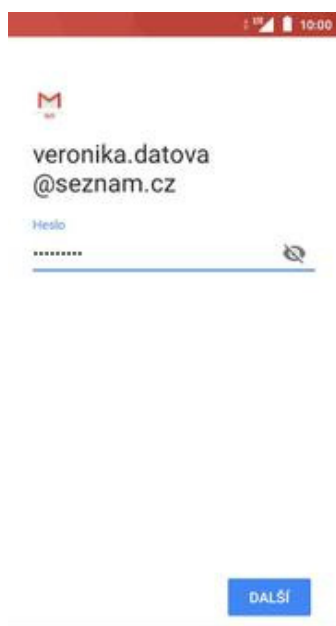 10:00
veronika.datova
@seznam.cz
Heslo
•••••••••
DALŠÍ